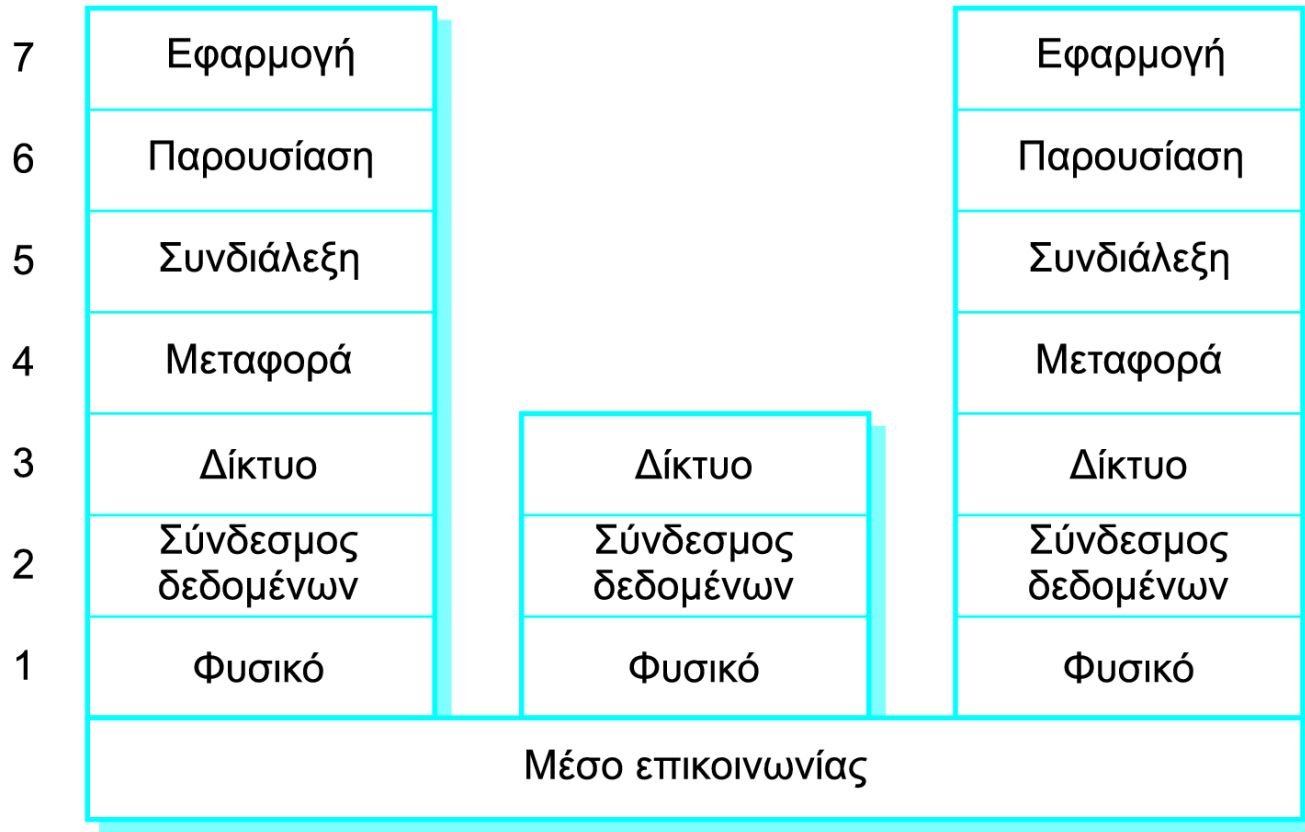 7 Εφαρμογή Εφαρμογή
6 Παρουσίαση Παρουσίαση
5 Συνδιάλεξη Συνδιάλεξη
4 Μεταφορά Μεταφορά
3 Δίκτυο Δίκτυο Δίκτυο
2 Σύνδεσμος Σύνδεσμος Σύνδεσμος
δεδομένων δεδομένων δεδομένων
1 Φυσικό Φυσικό Φυσικό
Μέσο επικοινωνίας